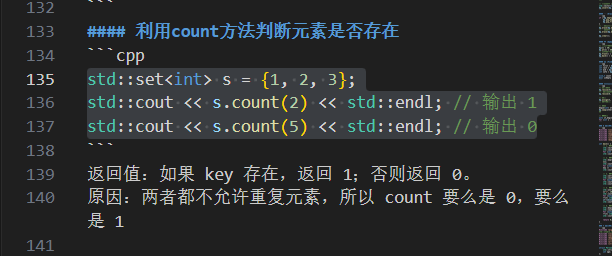 132 ```
133 #### 利用count方法判断元素是否存在
134 ```cpp
135 std::set<int> s = {1, 2, 3};
136 std::cout << s.count(2) << std::endl; // 输出 1
137 std::cout << s.count(5) << std::endl; // 输出 0
138 ```
139 返回值：如果 key 存在，返回 1；否则返回 0。
140 原因：两者都不允许重复元素，所以 count 要么是 0，要么
是 1
141